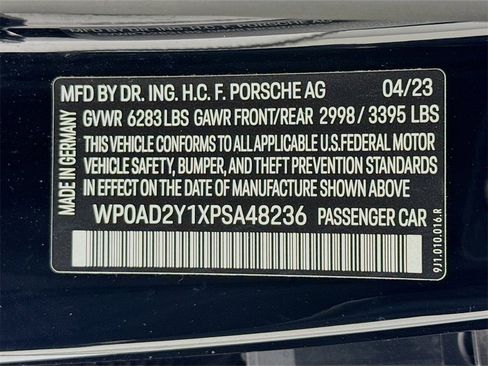 MFD BY DR. ING. H.C. F. PORSCHE AG 04/23
GVWR 6283 LBS GAWR FRONT/REAR 2998 / 3395 LBS
THIS VEHICLE CONFORMS TO ALL APPLICABLE U.S.FEDERAL MOTOR
VEHICLE SAFETY, BUMPER, AND THEFT PREVENTION STANDARDS
IN EFFECT ON THE DATE OF MANUFACTURE SHOWN ABOVE
WP0AD2Y1XPSA48236 PASSENGER CAR
MADE IN GERMANY
9J1.010.016.R